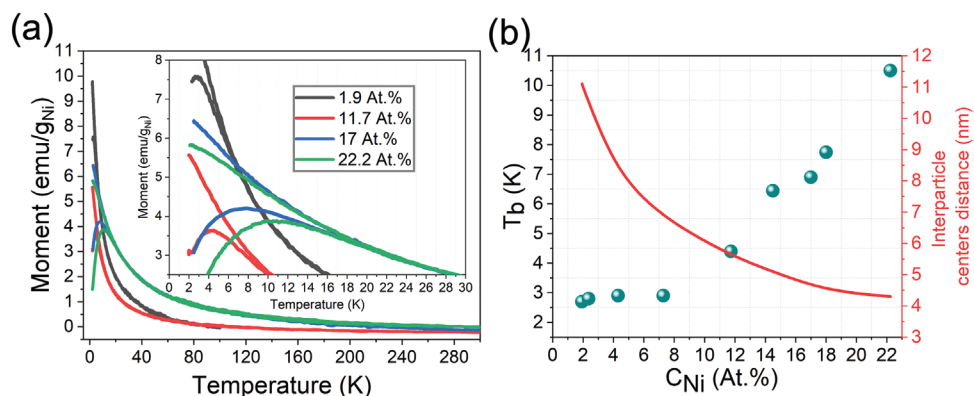 (a)
11
10
9
8
7
6
5
4
3
2
1
0
Moment (emu/gNi)
0 40 80 120 160 200 240 280
Temperature (K)
8
7
6
5
4
3
Moment (emu/gNi)
0 2 4 6 8 10 12 14 16 18 20 22 24 26 28 30
Temperature (K)
1.9 At.%
11.7 At.%
17 At.%
22.2 At.%
(b)
11
10
9
8
7
6
5
4
3
2
Tb (K)
0 2 4 6 8 10 12 14 16 18 20 22
CNi (At.%)
12
11
10
9
8
7
6
5
4
3
Interparticle
centers distance (nm)